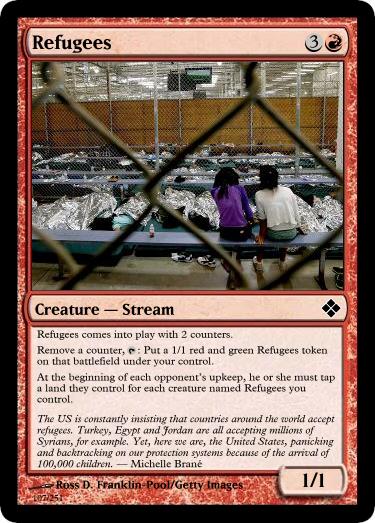 Refugees 3
Creature — Stream
Refugees comes into play with 2 counters.
Remove a counter, : Put a 1/1 red and green Refugees token
on that battlefield under your control.
At the beginning of each opponent's upkeep, he or she must tap
a land they control for each creature named Refugees you
control.
The US is constantly insisting that countries around the world accept
refugees. Turkey, Egypt and Jordan are all accepting millions of
Syrians, for example. Yet, here we are, the United States, panicking
and backtracking on our protection systems because of the arrival of
100,000 children. — Michelle Brané
1/1
Ross D. Franklin-Pool/Getty Images
107/251